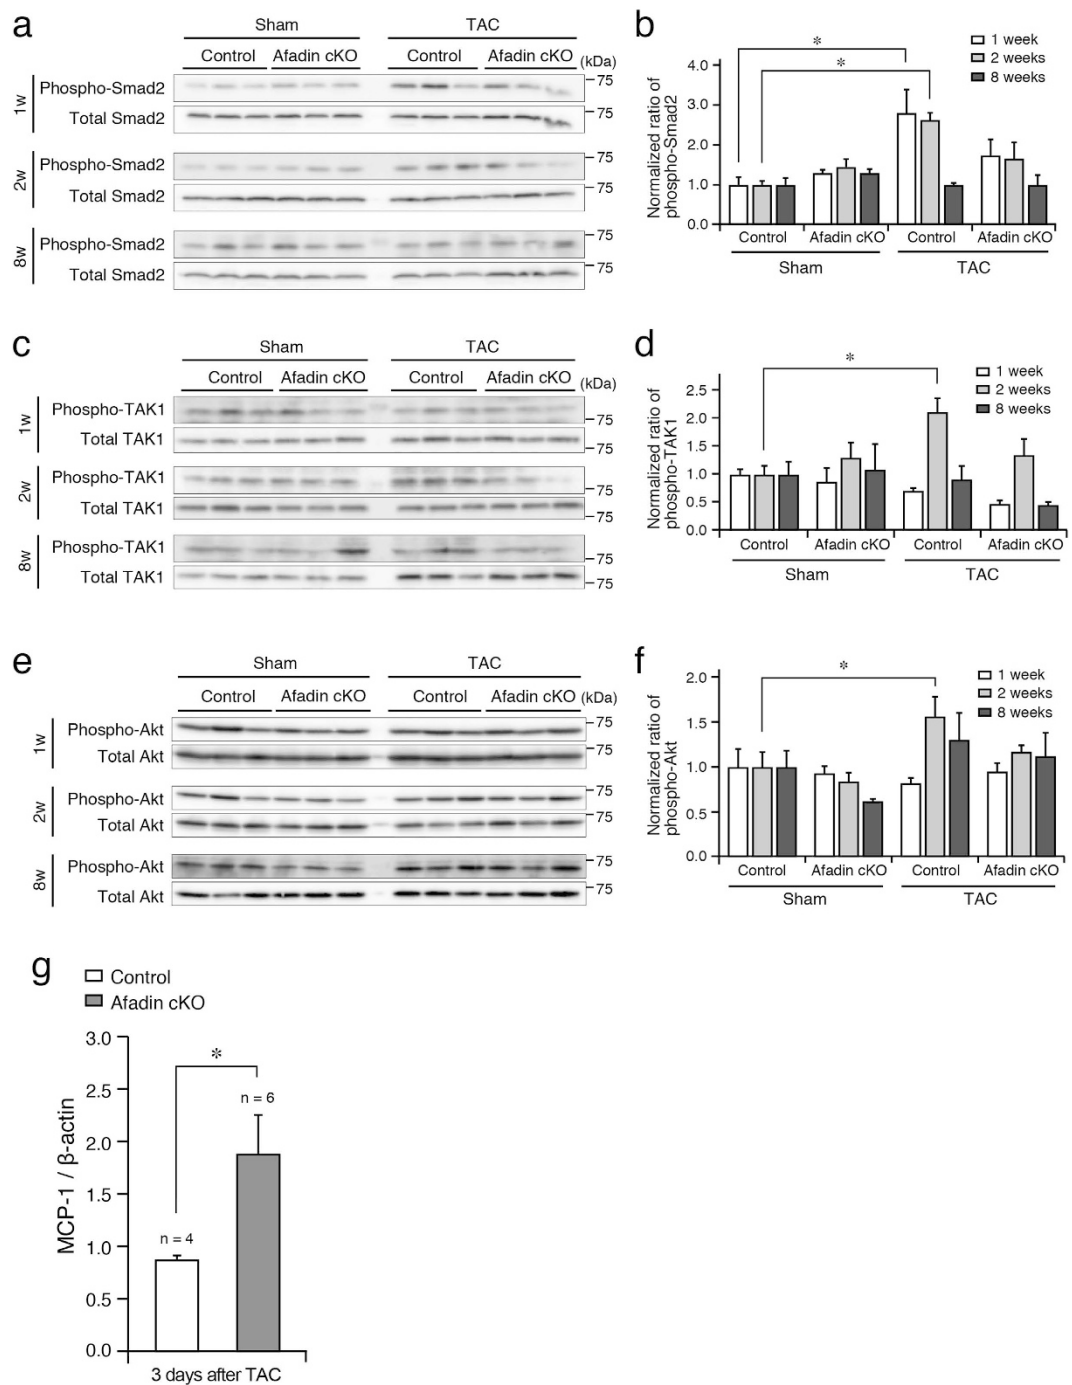 a
Sham TAC
Control Afadin cKO Control Afadin cKO (kDa)
1w
Phospho-Smad2 75
Total Smad2 75
2w
Phospho-Smad2 75
Total Smad2 75
8w
Phospho-Smad2 75
Total Smad2 75
b
* *
1 week
2 weeks
8 weeks
Normalized ratio of
phospho-Smad2
4.0
3.0
2.0
1.0
0.0
Control Afadin cKO Control Afadin cKO
Sham TAC
c
Sham TAC
Control Afadin cKO Control Afadin cKO (kDa)
1w
Phospho-TAK1 75
Total TAK1 75
2w
Phospho-TAK1 75
Total TAK1 75
8w
Phospho-TAK1 75
Total TAK1 75
d
*
1 week
2 weeks
8 weeks
Normalized ratio of
phospho-TAK1
2.5
2.0
1.5
1.0
0.5
0.0
Control Afadin cKO Control Afadin cKO
Sham TAC
e
Sham TAC
Control Afadin cKO Control Afadin cKO (kDa)
1w
Phospho-Akt 75
Total Akt 75
2w
Phospho-Akt 75
Total Akt 75
8w
Phospho-Akt 75
Total Akt 75
f
*
1 week
2 weeks
8 weeks
Normalized ratio of
phospho-Akt
2.0
1.5
1.0
0.5
0.0
Control Afadin cKO Control Afadin cKO
Sham TAC
g
Control
Afadin cKO
MCP-1 / β-actin
3.0
2.5
2.0
1.5
1.0
0.5
0.0
*
n = 6
n = 4
3 days after TAC